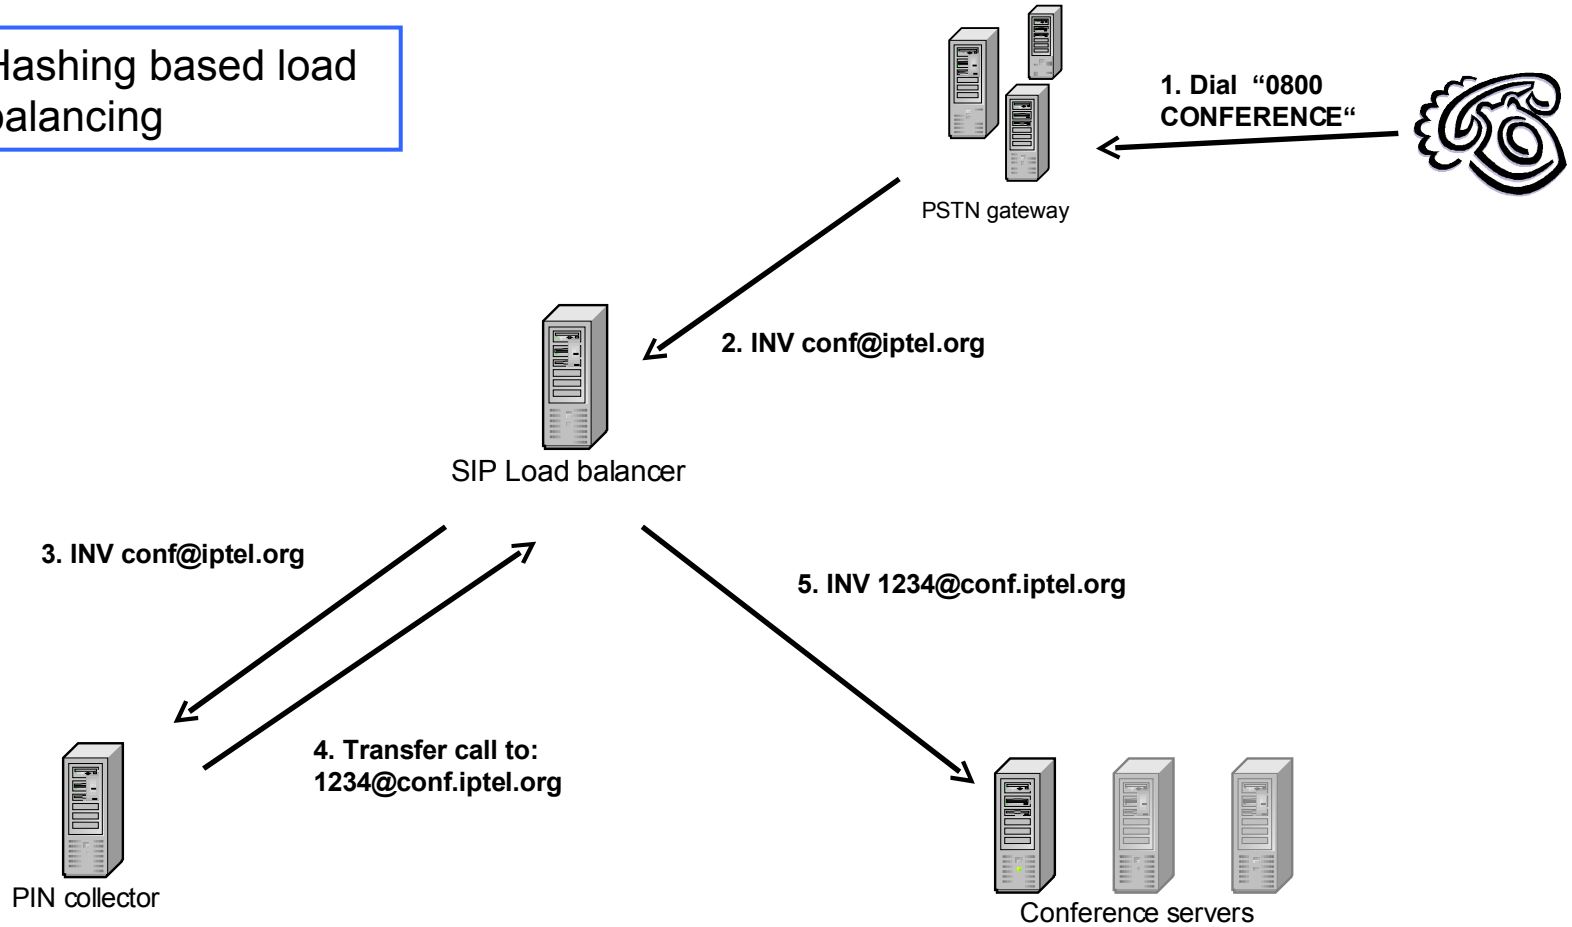 Hashing based load
balancing
1. Dial “0800
CONFERENCE“
PSTN gateway
2. INV conf@iptel.org
SIP Load balancer
3. INV conf@iptel.org
5. INV 1234@conf.iptel.org
4. Transfer call to:
1234@conf.iptel.org
PIN collector
Conference servers